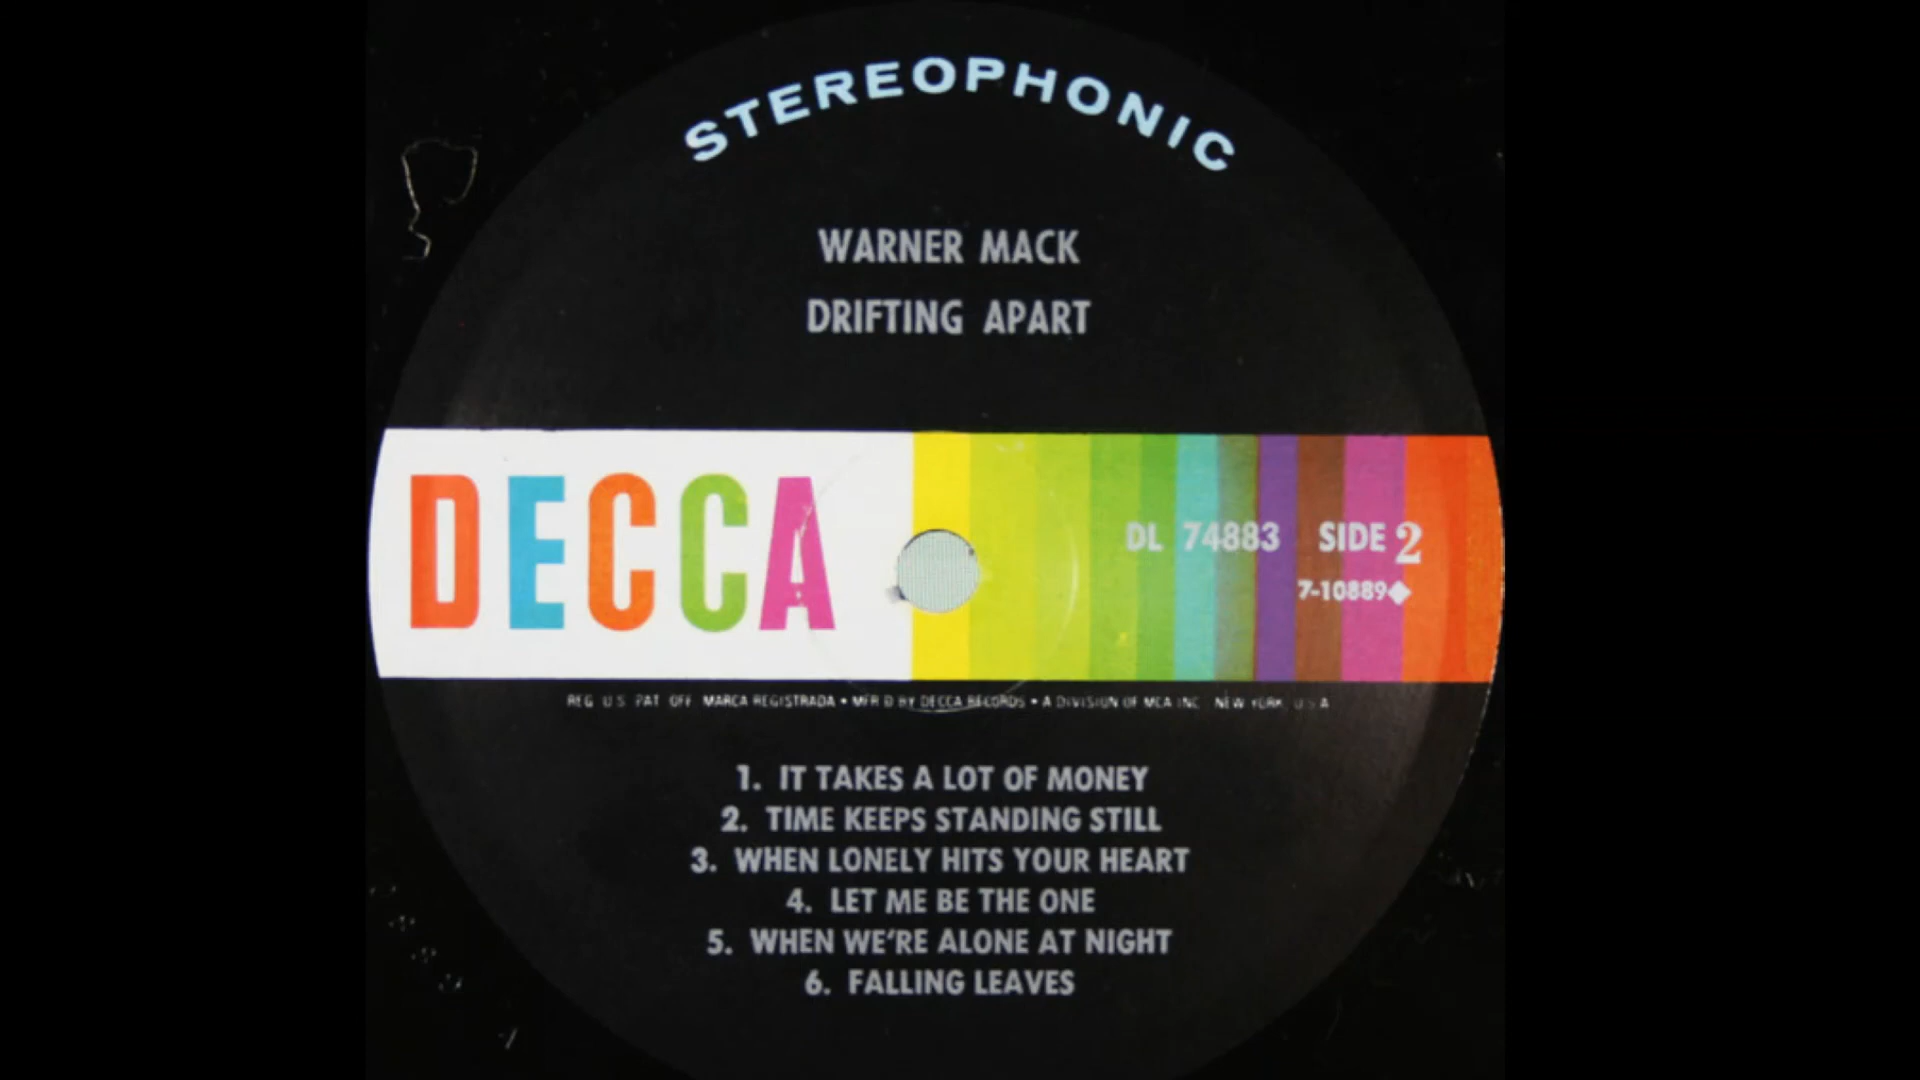 STEREOPHONIC
WARNER MACK
DRIFTING APART
DECCA
DL 74883 SIDE 2
7-10889◆
REG. U.S. PAT. OFF. MARCA REGISTRADA • MFR'D BY DECCA RECORDS • A DIVISION OF MCA INC. NEW YORK, U.S.A.
1. IT TAKES A LOT OF MONEY
2. TIME KEEPS STANDING STILL
3. WHEN LONELY HITS YOUR HEART
4. LET ME BE THE ONE
5. WHEN WE'RE ALONE AT NIGHT
6. FALLING LEAVES